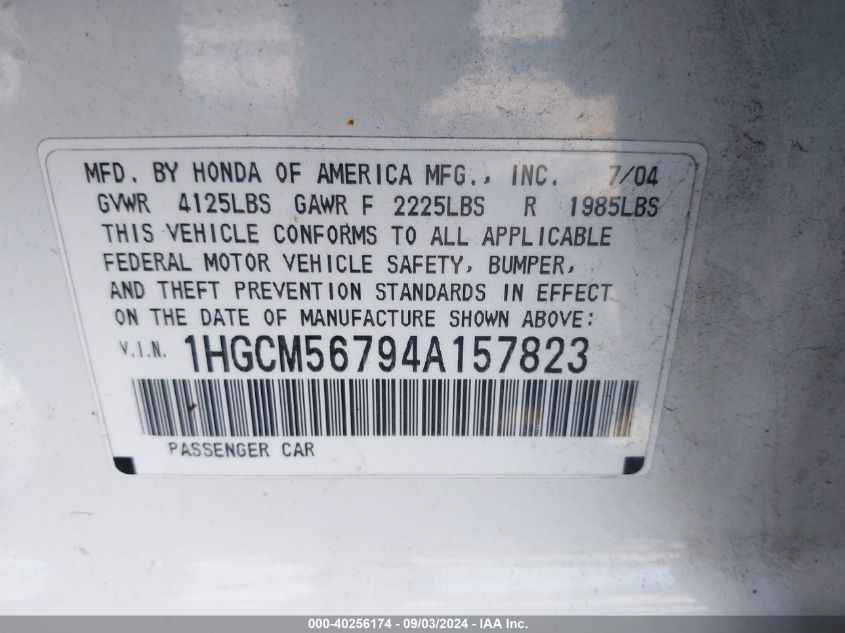 MFD. BY HONDA OF AMERICA MFG., INC. 7/04
GVWR 4125LBS GAWR F 2225LBS R 1985LBS
THIS VEHICLE CONFORMS TO ALL APPLICABLE
FEDERAL MOTOR VEHICLE SAFETY, BUMPER,
AND THEFT PREVENTION STANDARDS IN EFFECT
ON THE DATE OF MANUFACTURE SHOWN ABOVE:
V.I.N. 1HGCM56794A157823
PASSENGER CAR
000-40256174 - 09/03/2024 - IAA Inc.